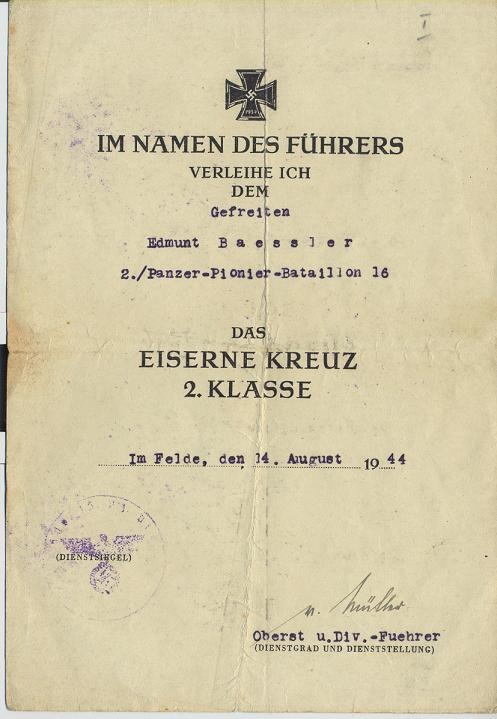 IM NAMEN DES FÜHRERS
VERLEIHE ICH
DEM
Gefreiten
Edmunt Baessler
2./Panzer-Pionier-Bataillon 16
DAS
EISERNE KREUZ
2. KLASSE
Im Felde, den 14. August 1944
(DIENSTSIEGEL)
v. Müller
Oberst u.Div.-Fuehrer
(DIENSTGRAD UND DIENSTSTELLUNG)